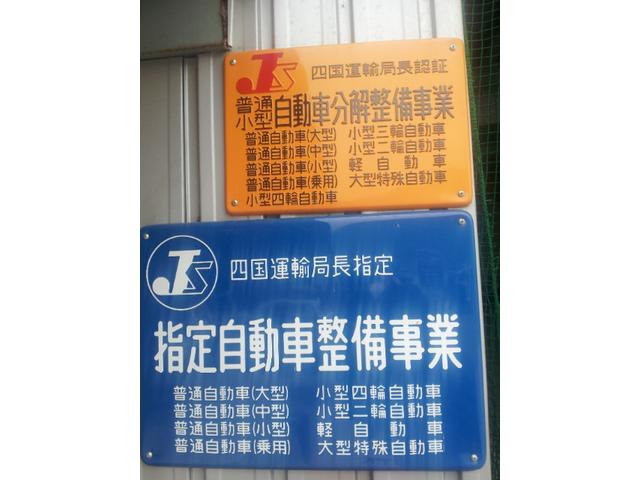 JS 四国運輸局長認証
普通
小型 自動車分解整備事業
普通自動車(大型) 小型三輪自動車
普通自動車(中型) 小型二輪自動車
普通自動車(小型) 軽自動車
普通自動車(乗用) 大型特殊自動車
小型四輪自動車
JS 四国運輸局長指定
指定自動車整備事業
普通自動車(大型) 小型四輪自動車
普通自動車(中型) 小型二輪自動車
普通自動車(小型) 軽自動車
普通自動車(乗用) 大型特殊自動車